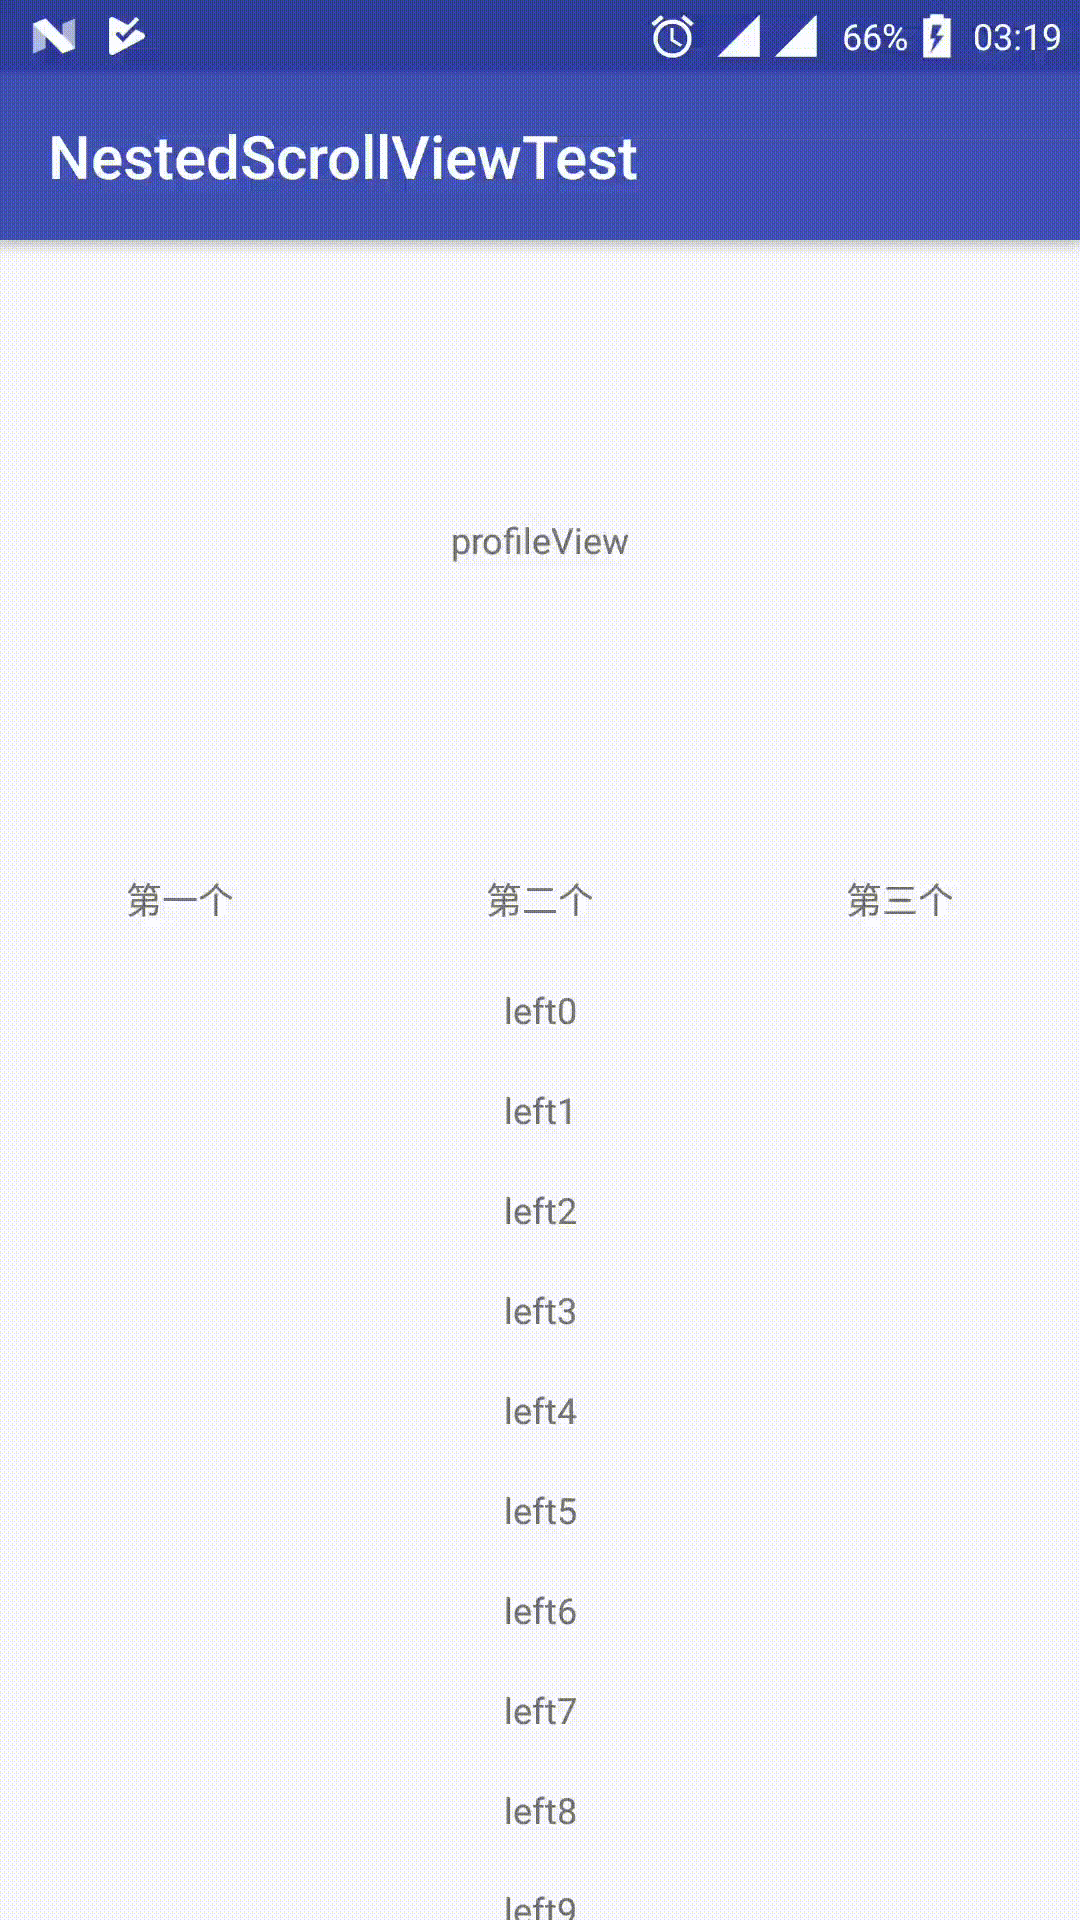 66% 03:19
NestedScrollViewTest
profileView
第一个 第二个 第三个
left0
left1
left2
left3
left4
left5
left6
left7
left8
left9